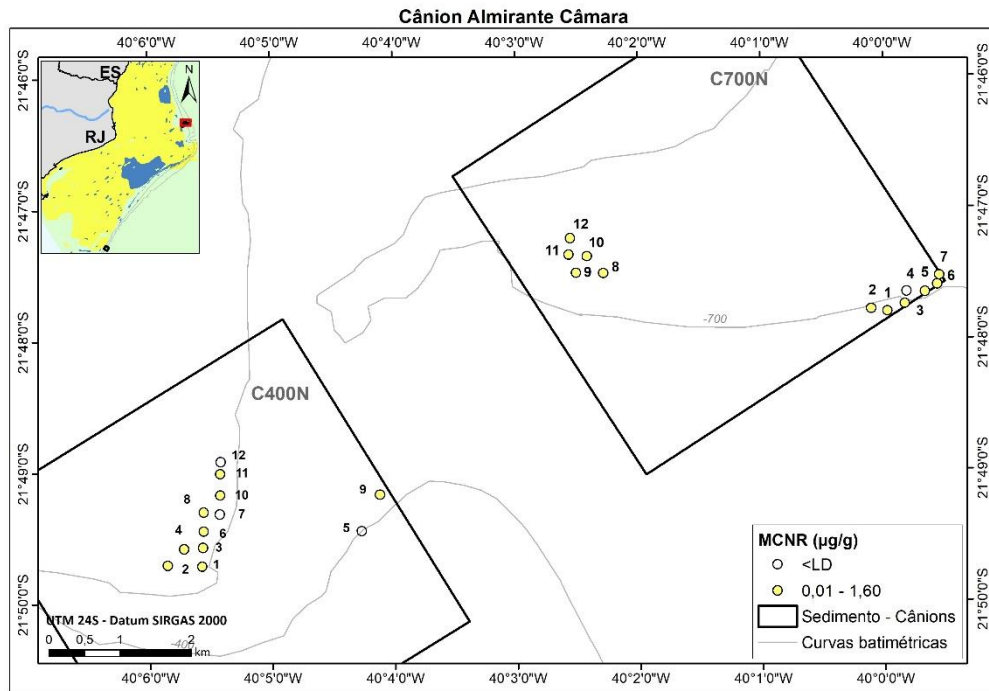 Cânion Almirante Câmara
40°6'0"W 40°5'0"W 40°4'0"W 40°3'0"W 40°2'0"W 40°1'0"W 40°0'0"W
21°46'0"S 21°46'0"S
ES
N
RJ
C700N
21°47'0"S 21°47'0"S
12
11 10
9 8
7
4 5 6
2 1 3
-700
21°48'0"S 21°48'0"S
C400N
21°49'0"S 21°49'0"S
12
11
10
9
8 7
5
4 6
3
2 1
-400
21°50'0"S 21°50'0"S
UTM 24S - Datum SIRGAS 2000
0 0,5 1 2
km
MCNR (µg/g)
<LD
0,01 - 1,60
Sedimento - Cânions
Curvas batimétricas
40°6'0"W 40°5'0"W 40°4'0"W 40°3'0"W 40°2'0"W 40°1'0"W 40°0'0"W